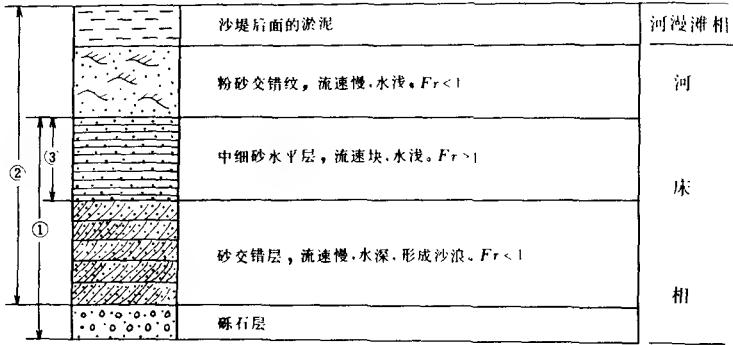 沙堤后面的淤泥
河漫滩相
粉砂交错纹，流速慢、水浅。Fr<1
河
③
中细砂水平层，流速块、水浅。Fr>1
②
床
①
砂交错层，流速慢、水深、形成沙浪。Fr<1
相
砾石层